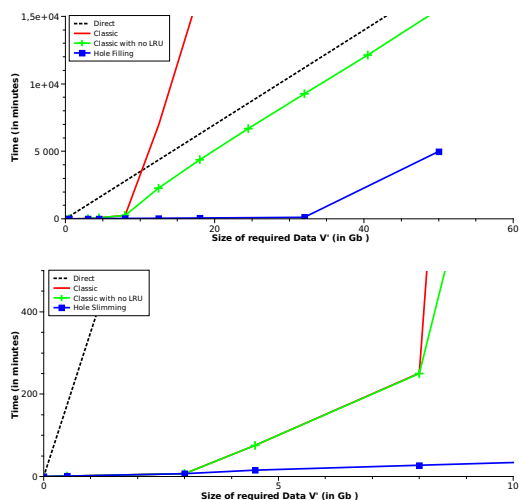 1,5e+04
Direct
Classic
Classic with no LRU
Hole Filling
1e+04
Time (in minutes)
5 000
0
0
20
40
60
Size of required Data V' (in Gb )
Direct
Classic
Classic with no LRU
Hole Slimming
400
Time (in minutes)
200
0
0
5
10
Size of required Data V' (in Gb )